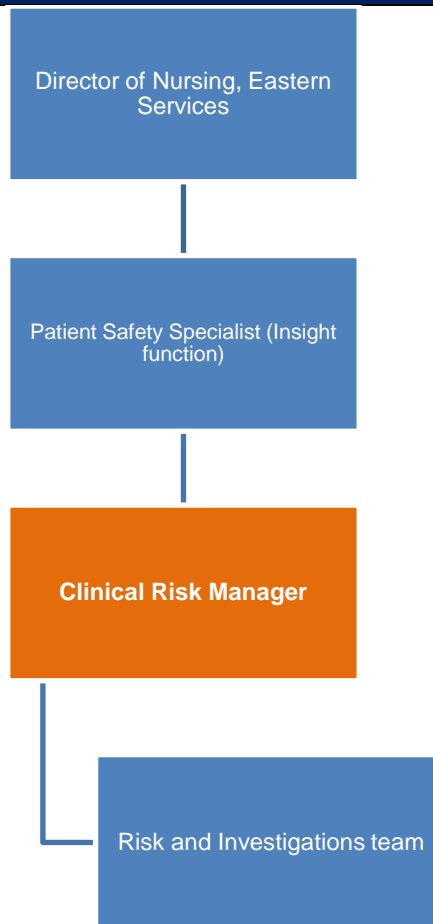 Director of Nursing, Eastern
Services
Patient Safety Specialist (Insight
function)
Clinical Risk Manager
Risk and Investigations team